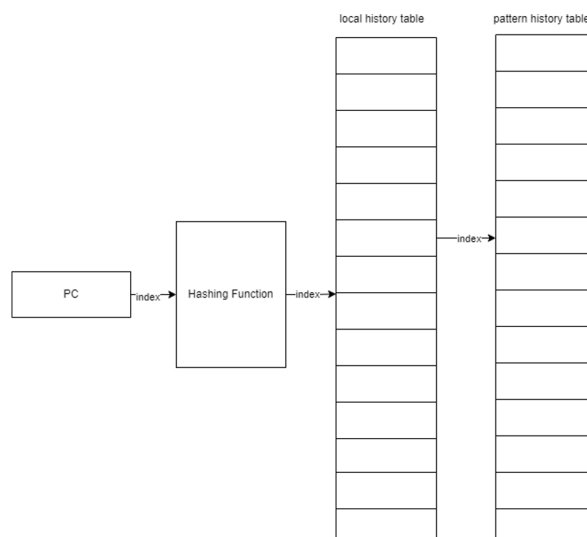 local history table
pattern history table
PC
index
Hashing Function
index
index